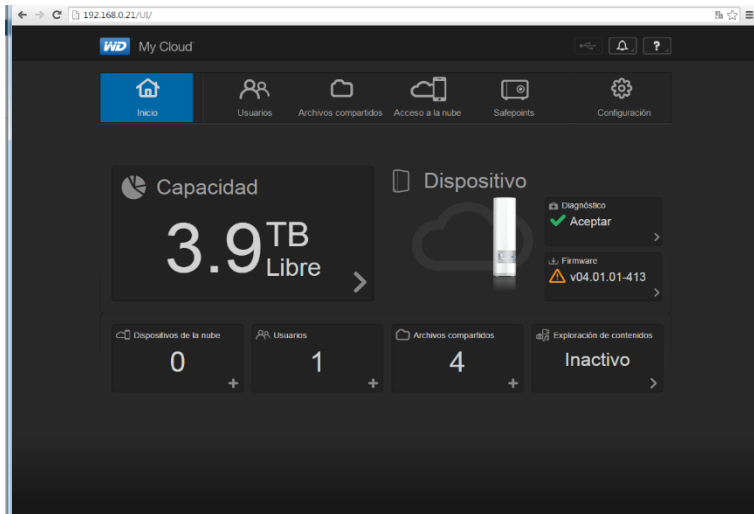 192.168.0.21/UI/
WD My Cloud
?
Inicio
Usuarios
Archivos compartidos
Acceso a la nube
Safepoints
Configuración
Capacidad
3.9 TB
Libre
Dispositivo
Diagnóstico
Aceptar
Firmware
v04.01.01-413
Dispositivos de la nube
0
Usuarios
1
Archivos compartidos
4
Exploración de contenidos
Inactivo